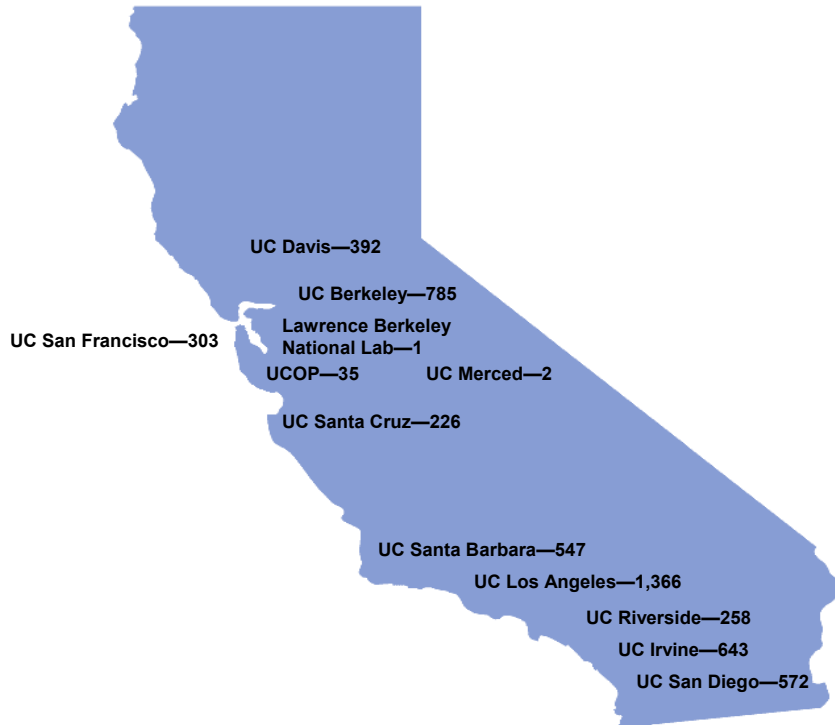 UC Davis—392
UC Berkeley—785
Lawrence Berkeley
National Lab—1
UC San Francisco—303
UCOP—35
UC Merced—2
UC Santa Cruz—226
UC Santa Barbara—547
UC Los Angeles—1,366
UC Riverside—258
UC Irvine—643
UC San Diego—572